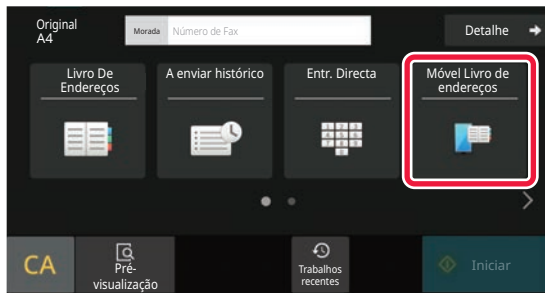 Original
A4
Morada
Número de Fax
Detalhe
Livro De
Endereços
A enviar histórico
Entr. Directa
Móvel Livro de
endereços
CA
Pré-
visualização
Trabalhos
recentes
Iniciar